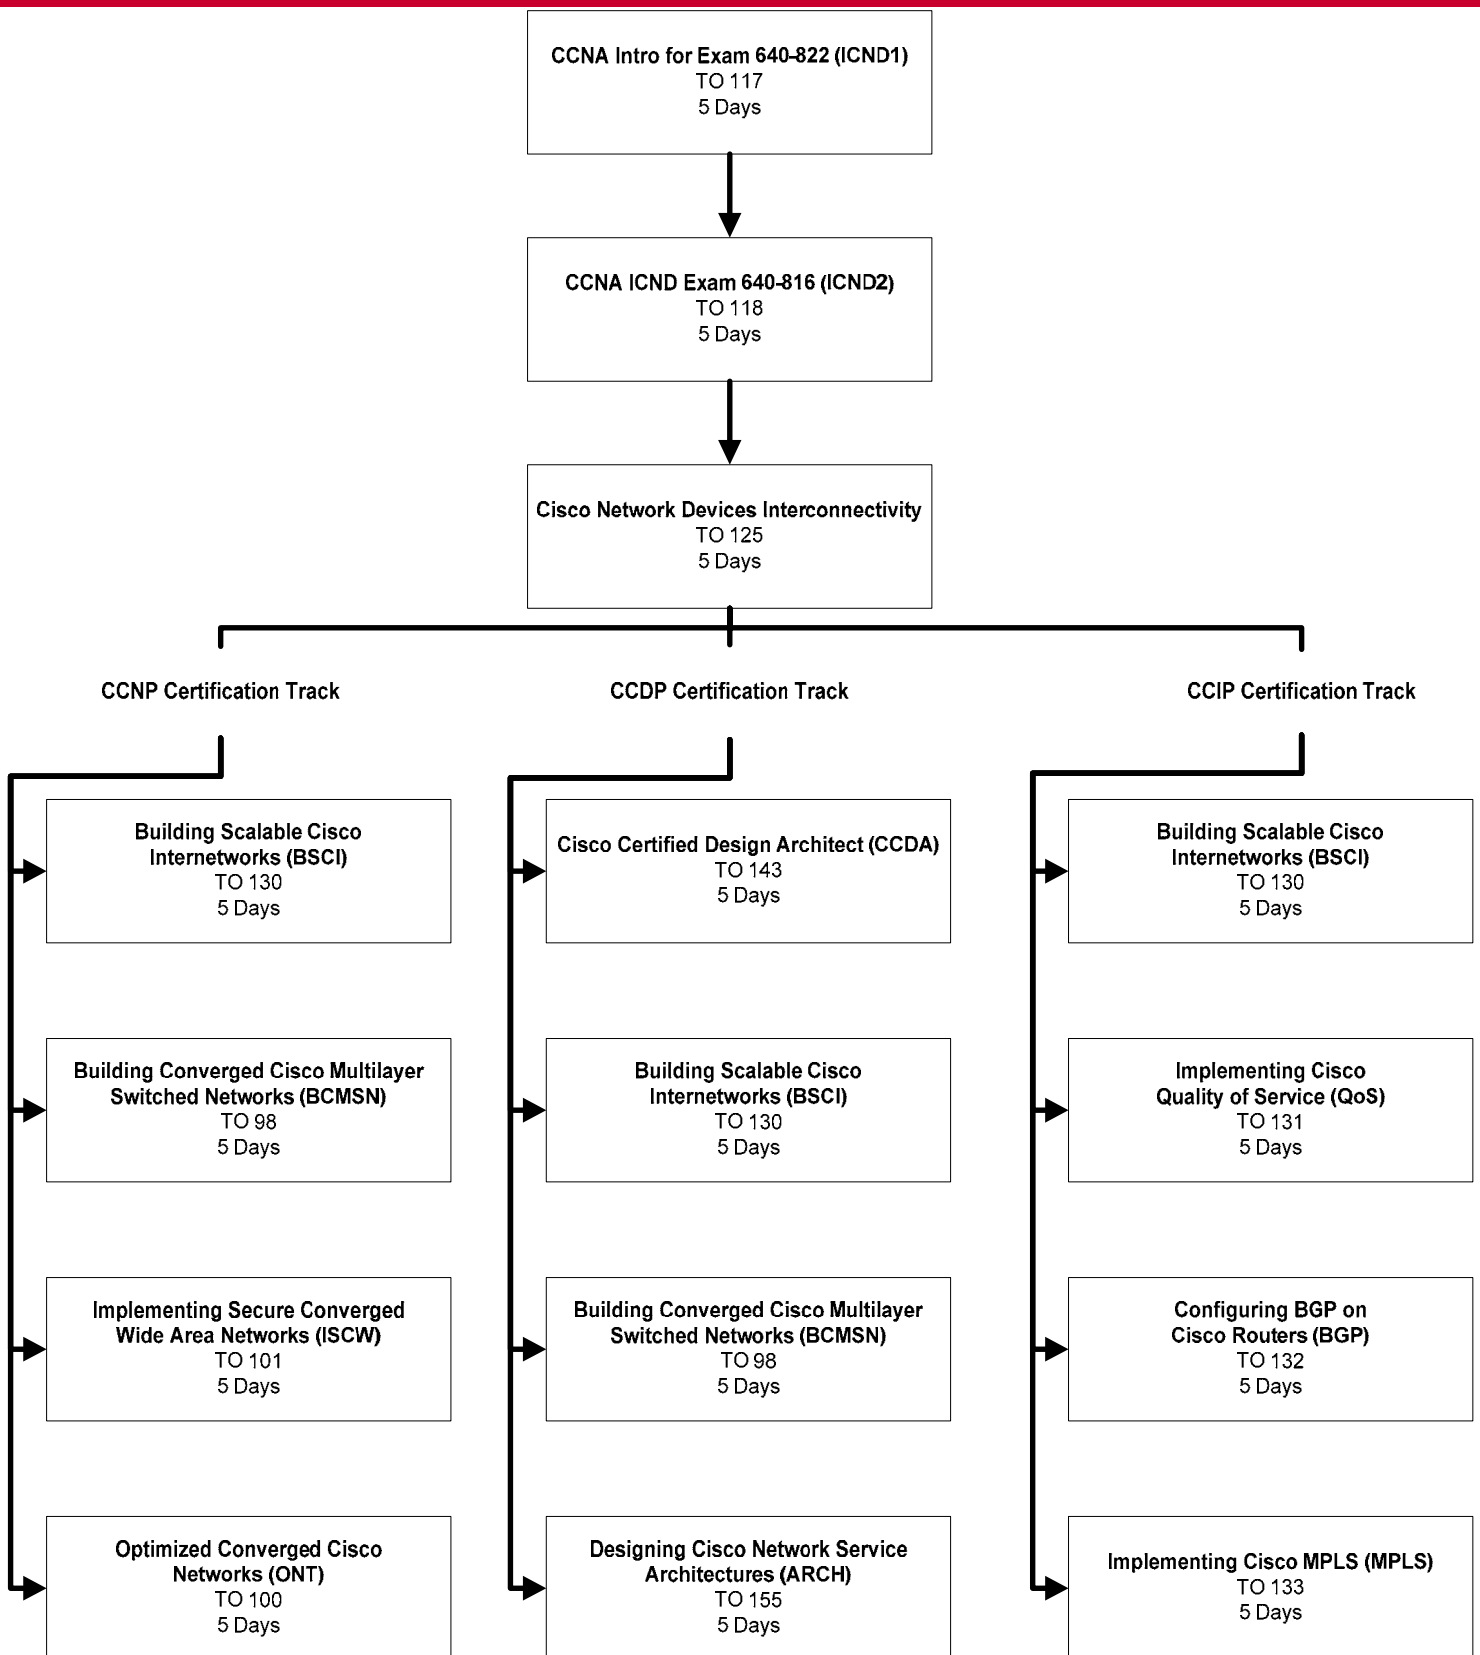 CCNA Intro for Exam 640-822 (ICND1)
TO 117
5 Days
CCNA ICND Exam 640-816 (ICND2)
TO 118
5 Days
Cisco Network Devices Interconnectivity
TO 125
5 Days
CCNP Certification Track
CCDP Certification Track
CCIP Certification Track
Building Scalable Cisco
Internetworks (BSCI)
TO 130
5 Days
Building Converged Cisco Multilayer
Switched Networks (BCMSN)
TO 98
5 Days
Implementing Secure Converged
Wide Area Networks (ISCW)
TO 101
5 Days
Optimized Converged Cisco
Networks (ONT)
TO 100
5 Days
Cisco Certified Design Architect (CCDA)
TO 143
5 Days
Building Scalable Cisco
Internetworks (BSCI)
TO 130
5 Days
Building Converged Cisco Multilayer
Switched Networks (BCMSN)
TO 98
5 Days
Designing Cisco Network Service
Architectures (ARCH)
TO 155
5 Days
Building Scalable Cisco
Internetworks (BSCI)
TO 130
5 Days
Implementing Cisco
Quality of Service (QoS)
TO 131
5 Days
Configuring BGP on
Cisco Routers (BGP)
TO 132
5 Days
Implementing Cisco MPLS (MPLS)
TO 133
5 Days